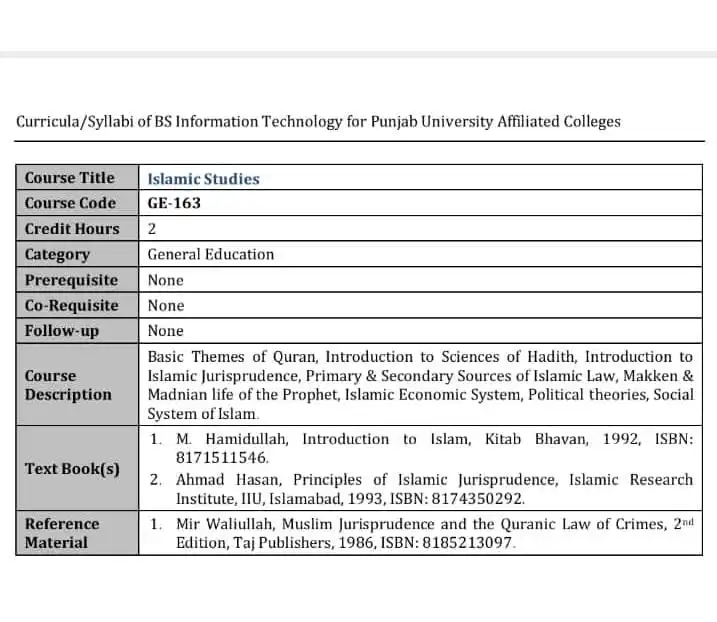 Curricula/Syllabi of BS Information Technology for Punjab University Affiliated Colleges
Course Title Islamic Studies
Course Code GE-163
Credit Hours 2
Category General Education
Prerequisite None
Co-Requisite None
Follow-up None
Course Description
Basic Themes of Quran, Introduction to Sciences of Hadith, Introduction to
Islamic Jurisprudence, Primary & Secondary Sources of Islamic Law, Makken &
Madnian life of the Prophet, Islamic Economic System, Political theories, Social
System of Islam.
Text Book(s)
1. M. Hamidullah, Introduction to Islam, Kitab Bhavan, 1992, ISBN:
8171511546.
2. Ahmad Hasan, Principles of Islamic Jurisprudence, Islamic Research
Institute, IIU, Islamabad, 1993, ISBN: 8174350292.
Reference Material
1. Mir Waliullah, Muslim Jurisprudence and the Quranic Law of Crimes, 2nd
Edition, Taj Publishers, 1986, ISBN: 8185213097.